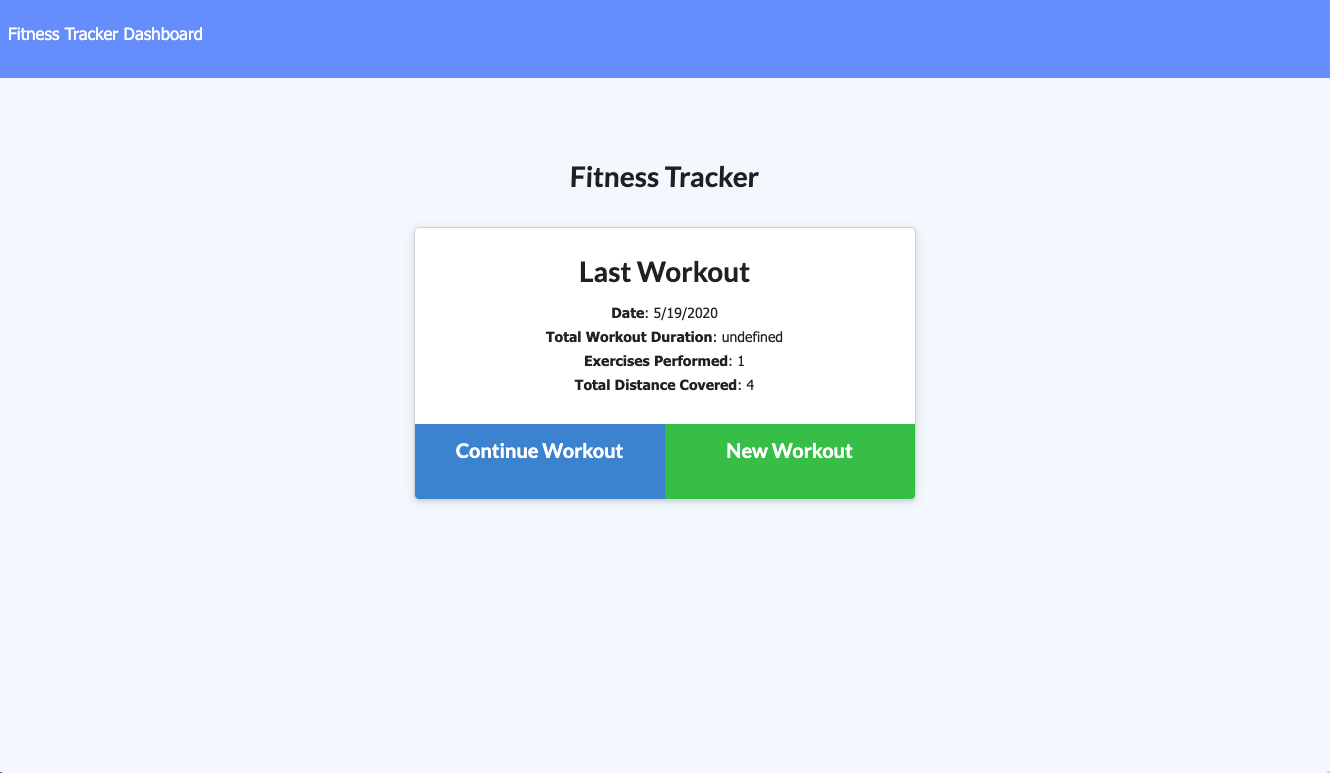 Fitness Tracker Dashboard
Fitness Tracker
Last Workout
Date: 5/19/2020
Total Workout Duration: undefined
Exercises Performed: 1
Total Distance Covered: 4
Continue Workout
New Workout